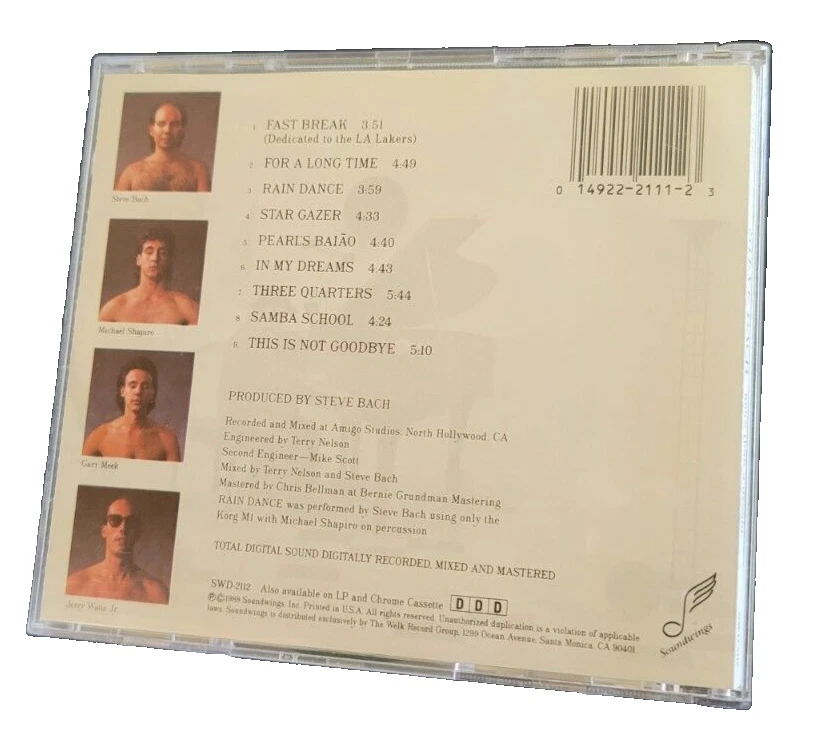 Steve Bach
Michael Shapiro
Gary Meek
Jerry Watts Jr.
1. FAST BREAK 3:51
(Dedicated to the LA Lakers)
2. FOR A LONG TIME 4:49
3. RAIN DANCE 3:59
4. STAR GAZER 4:33
5. PEARL'S BAIÃO 4:40
6. IN MY DREAMS 4:43
7. THREE QUARTERS 5:44
8. SAMBA SCHOOL 4:24
9. THIS IS NOT GOODBYE 5:10
0 14922-2111-2 3
PRODUCED BY STEVE BACH
Recorded and Mixed at Amigo Studios, North Hollywood, CA
Engineered by Terry Nelson
Second Engineer—Mike Scott
Mixed by Terry Nelson and Steve Bach
Mastered by Chris Bellman at Bernie Grundman Mastering
RAIN DANCE was performed by Steve Bach using only the
Korg M1 with Michael Shapiro on percussion
TOTAL DIGITAL SOUND DIGITALLY RECORDED, MIXED AND MASTERED
SWD-2112 Also available on LP and Chrome Cassette D D D
℗©1988 Soundwings, Inc. Printed in U.S.A. All rights reserved. Unauthorized duplication is a violation of applicable
laws. Soundwings is distributed exclusively by The Welk Record Group, 1299 Ocean Avenue, Santa Monica, CA 90401.
Soundwings